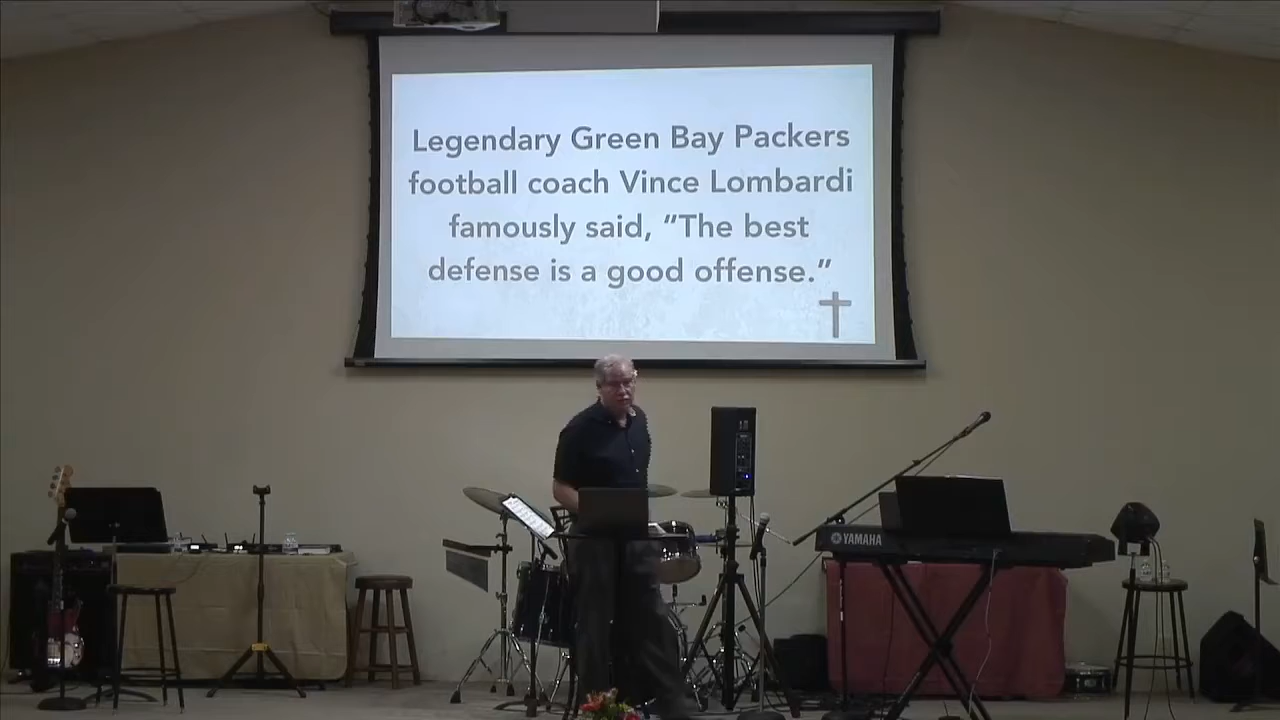 Legendary Green Bay Packers
football coach Vince Lombardi
famously said, “The best
defense is a good offense.”
YAMAHA